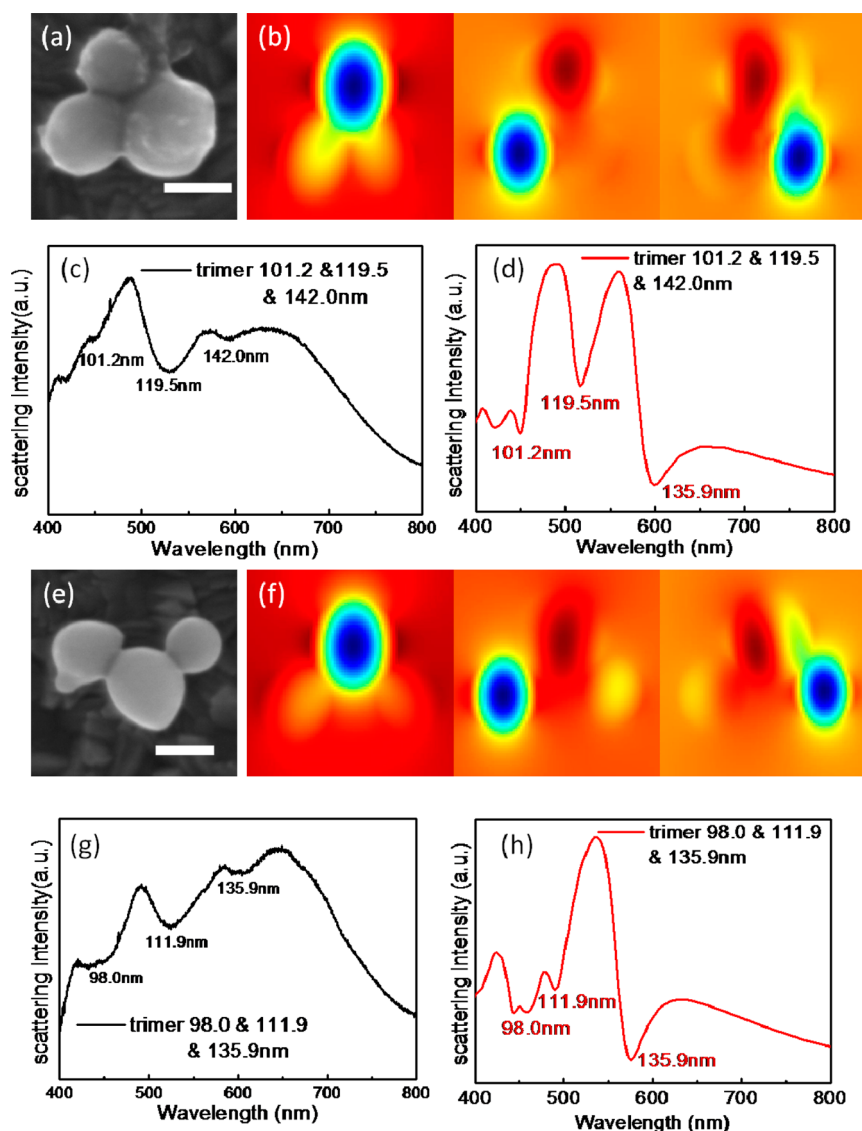 (a)
(b)
(c)
trimer 101.2 &119.5
& 142.0nm
101.2nm
119.5nm
142.0nm
scattering Intensity(a.u.)
400 500 600 700 800
Wavelength (nm)
(d)
trimer 101.2 & 119.5
& 142.0nm
101.2nm
119.5nm
135.9nm
scattering Intensity (a.u.)
400 500 600 700 800
Wavelength (nm)
(e)
(f)
(g)
98.0nm
111.9nm
135.9nm
trimer 98.0 & 111.9
& 135.9nm
scattering Intensity(a.u.)
400 500 600 700 800
Wavelength (nm)
(h)
trimer 98.0 & 111.9
& 135.9nm
98.0nm
111.9nm
135.9nm
scattering Intensity (a.u.)
400 500 600 700 800
Wavelength (nm)